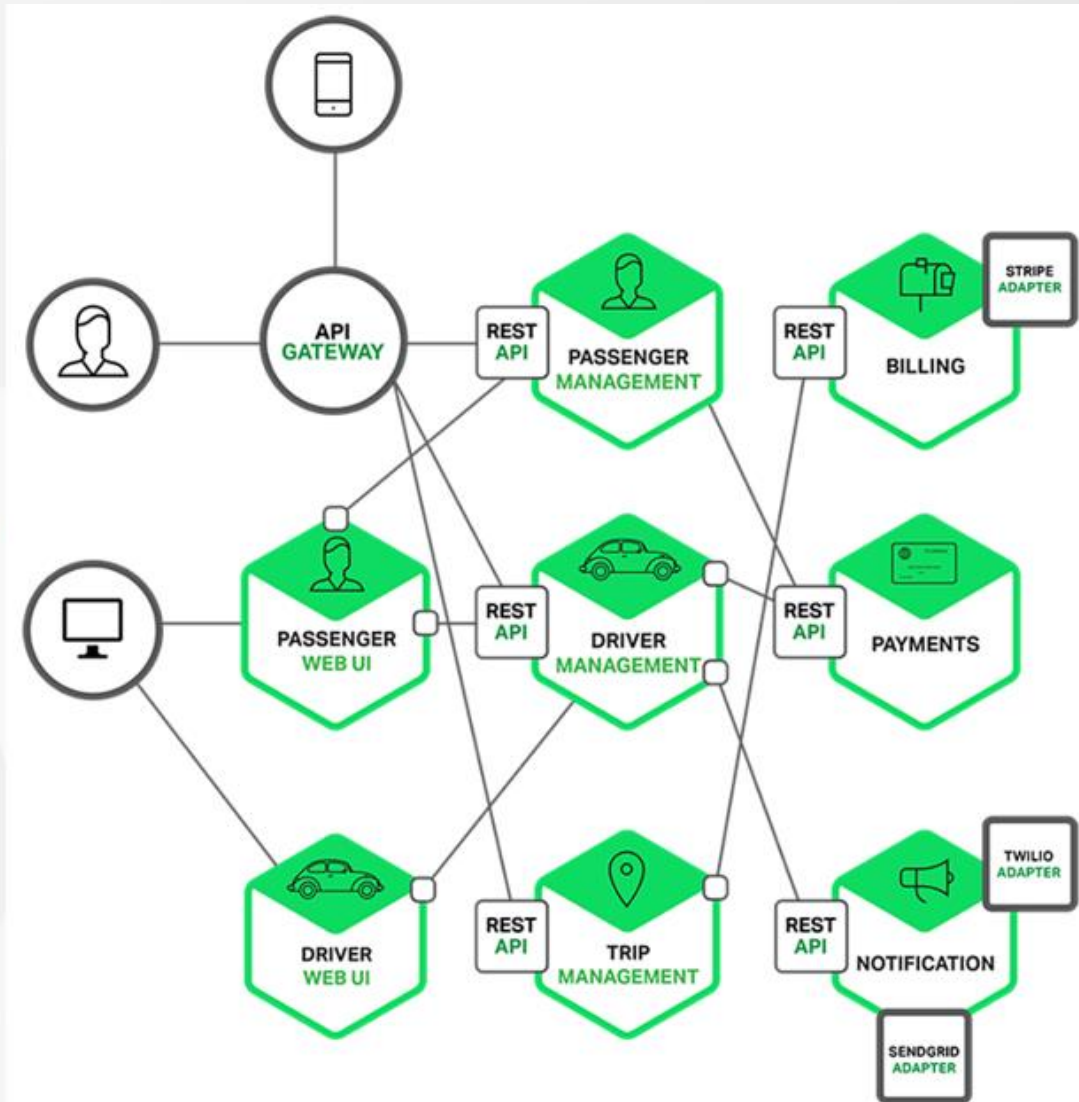 API
GATEWAY
REST
API
PASSENGER
MANAGEMENT
REST
API
BILLING
STRIPE
ADAPTER
PASSENGER
WEB UI
REST
API
DRIVER
MANAGEMENT
REST
API
PAYMENTS
DRIVER
WEB UI
REST
API
TRIP
MANAGEMENT
REST
API
NOTIFICATION
TWILIO
ADAPTER
SENDGRID
ADAPTER